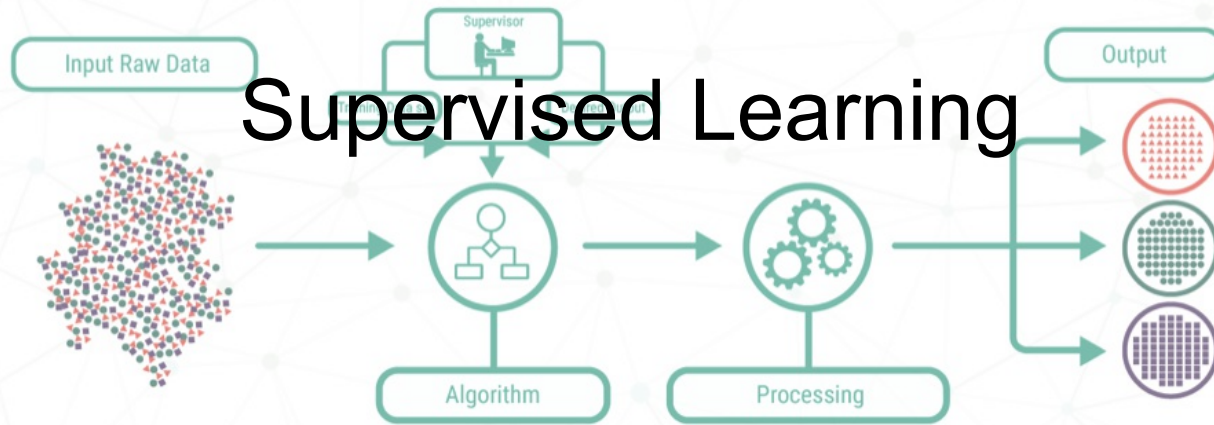 Supervisor
Input Raw Data
Output
Supervised Learning
Algorithm
Processing